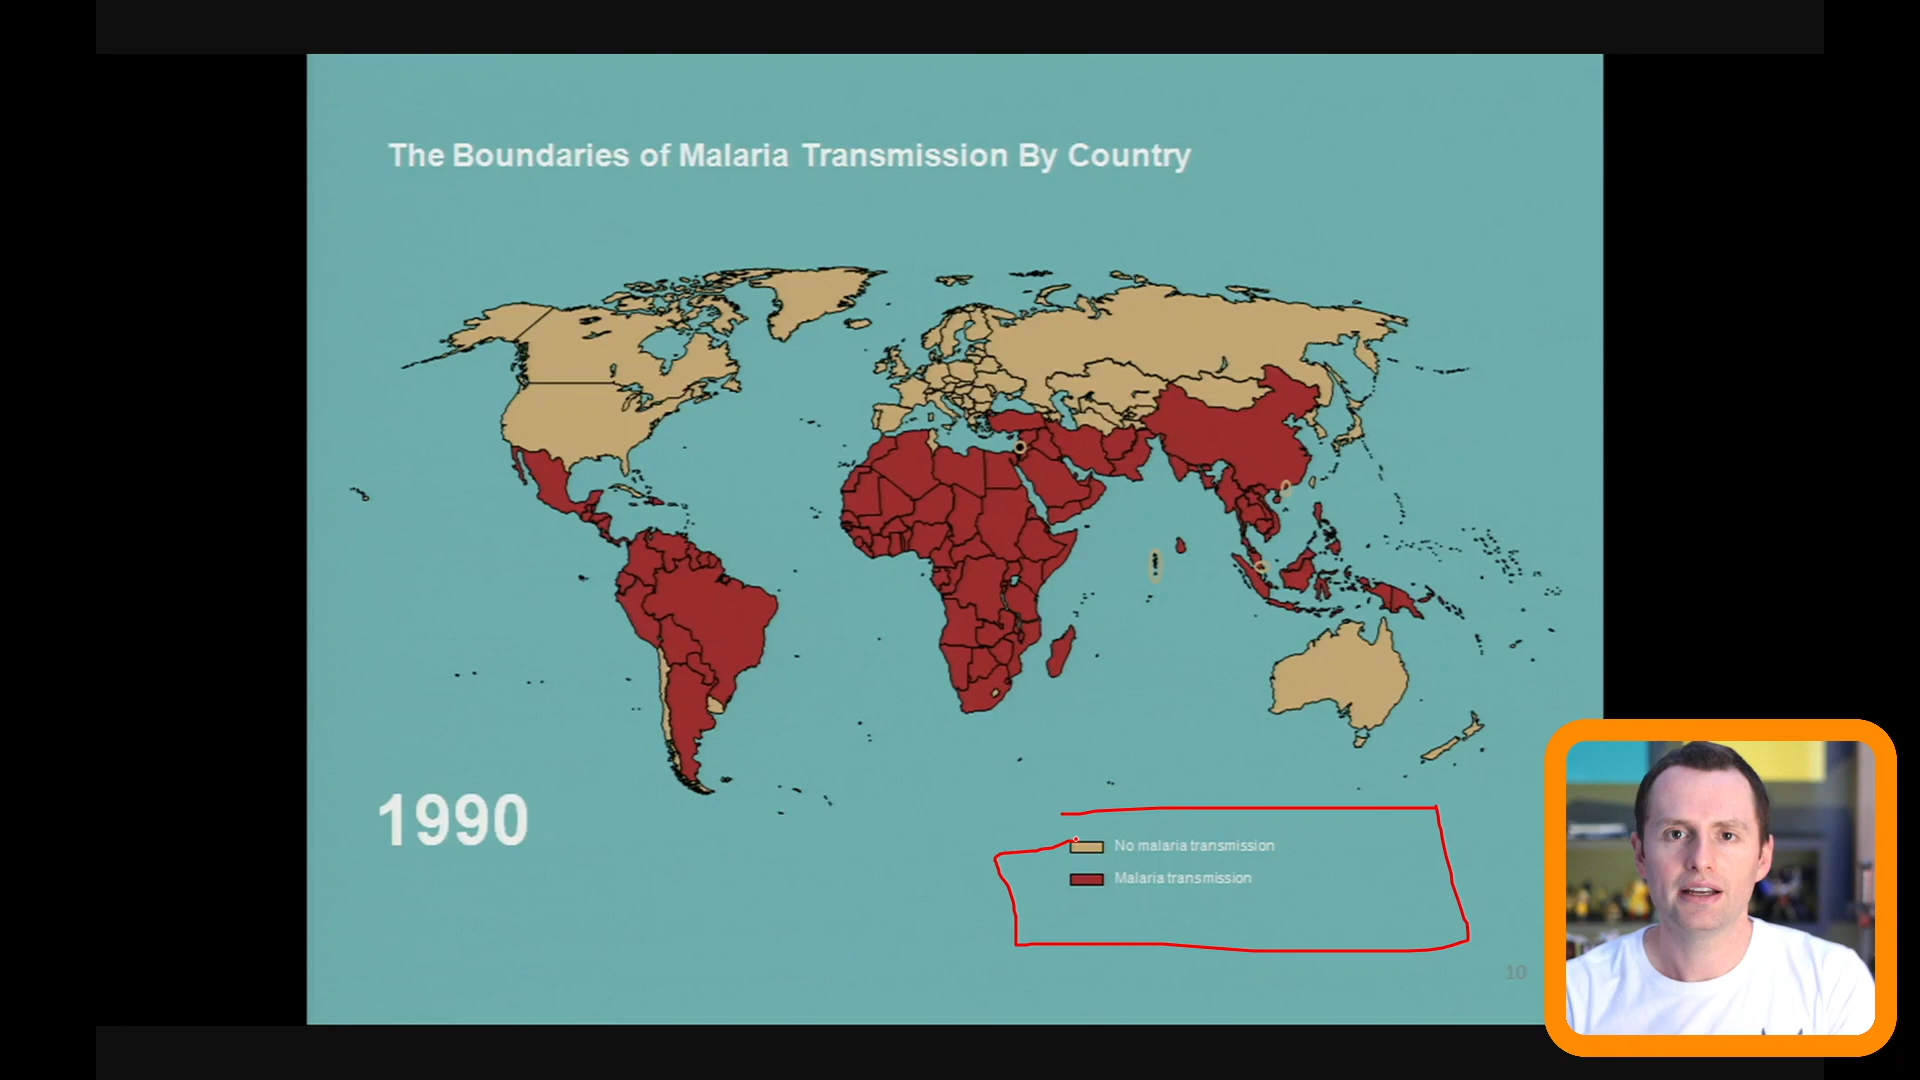 The Boundaries of Malaria Transmission By Country
1990
No malaria transmission
Malaria transmission
10